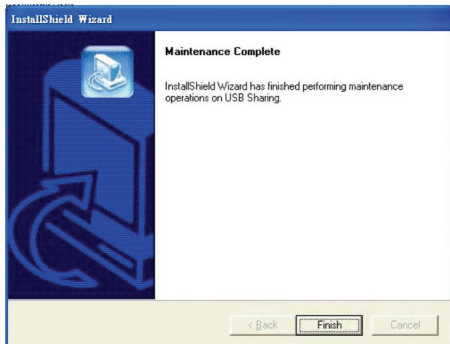 InstallShield Wizard
Maintenance Complete
InstallShield Wizard has finished performing maintenance
operations on USB Sharing.
< Back
Finish
Cancel